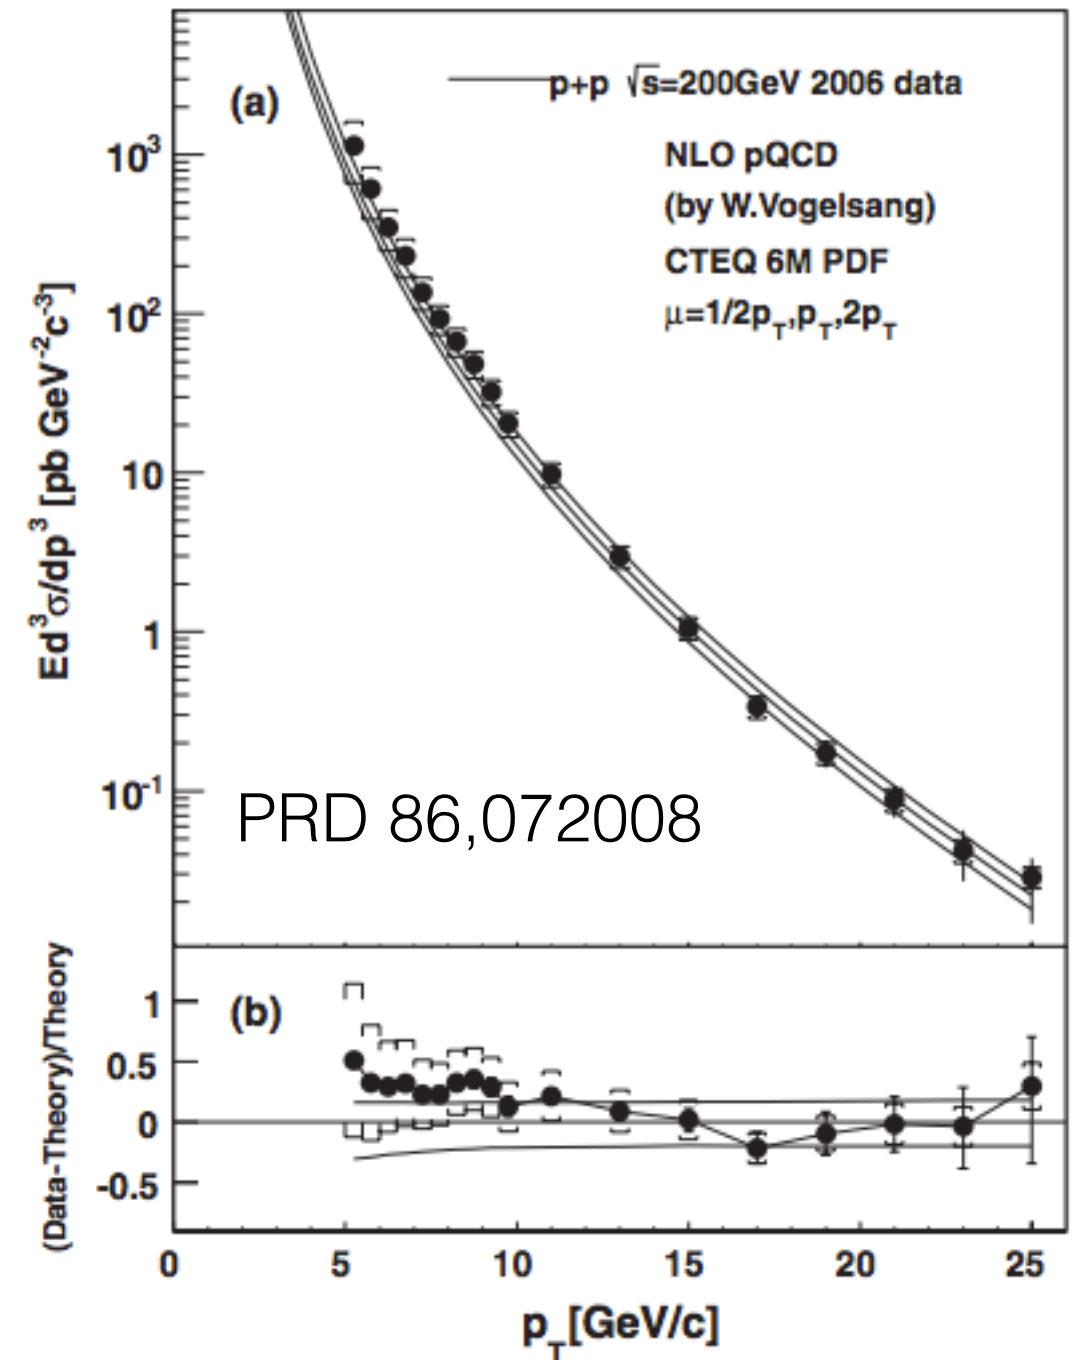 (a)
p+p √s=200GeV 2006 data
NLO pQCD
(by W.Vogelsang)
CTEQ 6M PDF
μ=1/2p_T,p_T,2p_T
Ed³σ/dp³ [pb GeV⁻²c⁻³]
10³
10²
10
1
10⁻¹
PRD 86,072008
(b)
(Data-Theory)/Theory
1
0.5
0
-0.5
0 5 10 15 20 25
p_T[GeV/c]